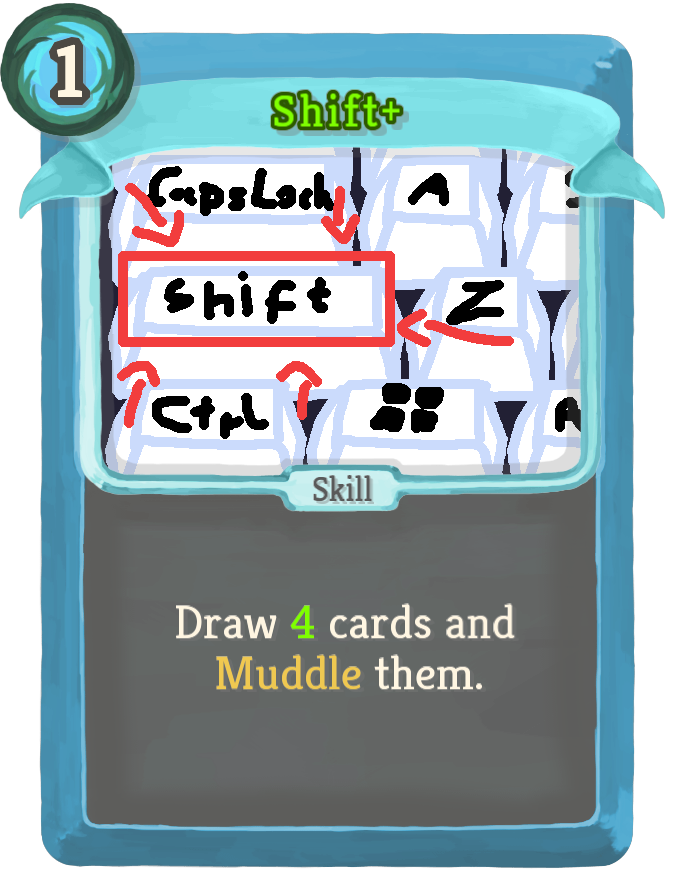 1
Shift+
CapsLock A
Shift Z
Ctrl
Skill
Draw 4 cards and
Muddle them.